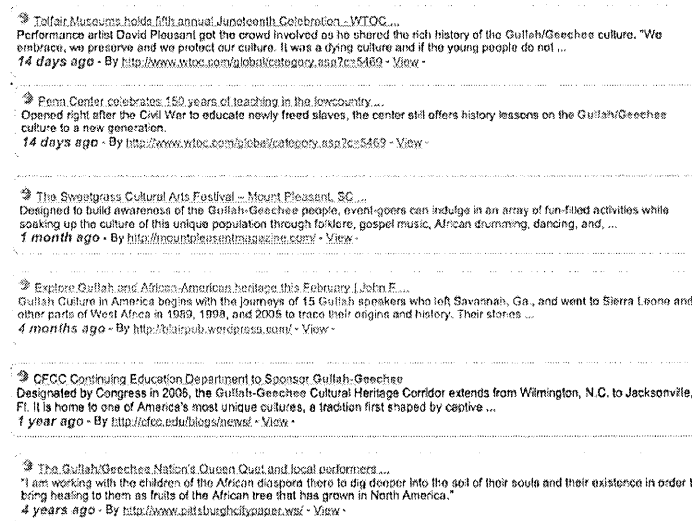 Telfair Museums holds fifth annual Juneteenth Celebration - WTOC ...
Performance artist David Pleasant got the crowd involved as he shared the rich history of the Gullah/Geechee culture. "We
embrace, we preserve and we protect our culture. It was a dying culture and if the young people do not ...
14 days ago - By http://www.wtoc.com/global/category.asp?c=5469 - View -
Penn Center celebrates 150 years of teaching in the lowcountry ...
Opened right after the Civil War to educate newly freed slaves, the center still offers history lessons on the Gullah/Geechee
culture to a new generation.
14 days ago - By http://www.wtoc.com/global/category.asp?c=5469 - View -
The Sweetgrass Cultural Arts Festival – Mount Pleasant, SC ...
Designed to build awareness of the Gullah-Geechee people, event-goers can indulge in an array of fun-filled activities while
soaking up the culture of this unique population through folklore, gospel music, African drumming, dancing, and, ...
1 month ago - By http://mountpleasantmagazine.com/ - View -
Explore Gullah and African-American heritage this February | John F ...
Gullah Culture in America begins with the journeys of 15 Gullah speakers who left Savannah, Ga., and went to Sierra Leone and
other parts of West Africa in 1989, 1998, and 2005 to trace their origins and history. Their stories ...
4 months ago - By http://blairpub.wordpress.com/ - View -
CFCC Continuing Education Department to Sponsor Gullah-Geechee
Designated by Congress in 2006, the Gullah-Geechee Cultural Heritage Corridor extends from Wilmington, N.C. to Jacksonville,
Fl. It is home to one of America's most unique cultures, a tradition first shaped by captive ...
1 year ago - By http://cfcc.edu/blogs/news/ - View -
The Gullah/Geechee Nation's Queen Quet and local performers ...
"I am working with the children of the African diaspora there to dig deeper into the soil of their souls and their existence in order t
bring healing to them as fruits of the African tree that has grown in North America."
4 years ago - By http://www.pittsburghcitypaper.ws/ - View -